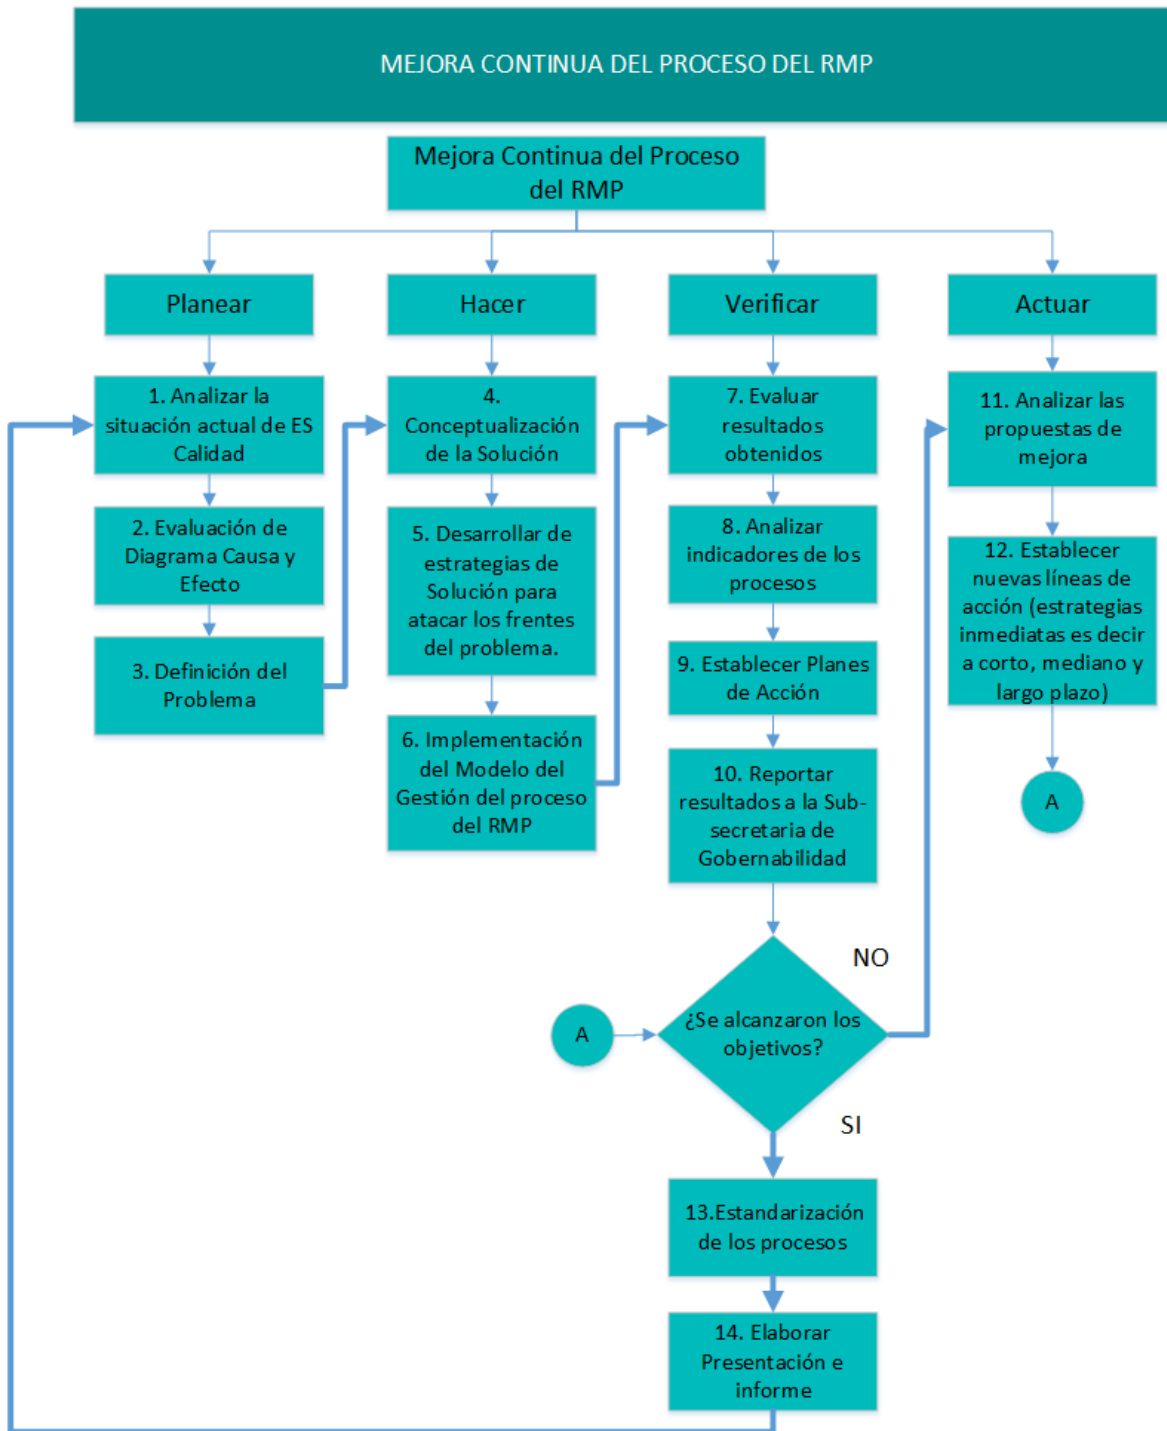 MEJORA CONTINUA DEL PROCESO DEL RMP
Mejora Continua del Proceso
del RMP
Planear
Hacer
Verificar
Actuar
1. Analizar la
situación actual de ES
Calidad
2. Evaluación de
Diagrama Causa y
Efecto
3. Definición del
Problema
4.
Conceptualización
de la Solución
5. Desarrollar de
estrategias de
Solución para
atacar los frentes
del problema.
6. Implementación
del Modelo del
Gestión del proceso
del RMP
7. Evaluar
resultados
obtenidos
8. Analizar
indicadores de los
procesos
9. Establecer Planes
de Acción
10. Reportar
resultados a la Sub-
secretaria de
Gobernabilidad
11. Analizar las
propuestas de
mejora
12. Establecer
nuevas líneas de
acción (estrategias
inmediatas es decir
a corto, mediano y
largo plazo)
A
NO
A
¿Se alcanzaron los
objetivos?
SI
13.Estandarización
de los procesos
14. Elaborar
Presentación e
informe